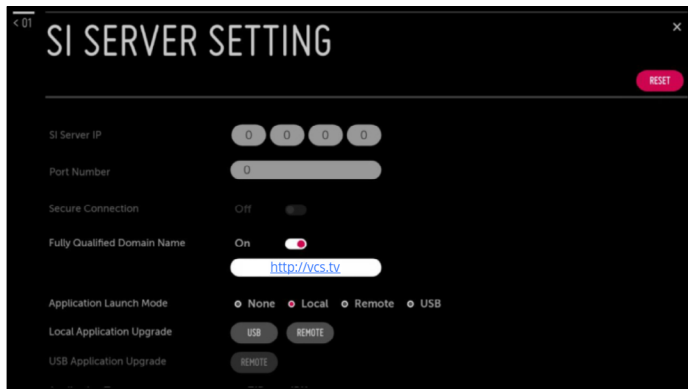 < 01
SI SERVER SETTING
×
RESET
SI Server IP 0 0 0 0
Port Number 0
Secure Connection Off
Fully Qualified Domain Name On
http://vcs.tv
Application Launch Mode None Local Remote USB
Local Application Upgrade USB REMOTE
USB Application Upgrade REMOTE